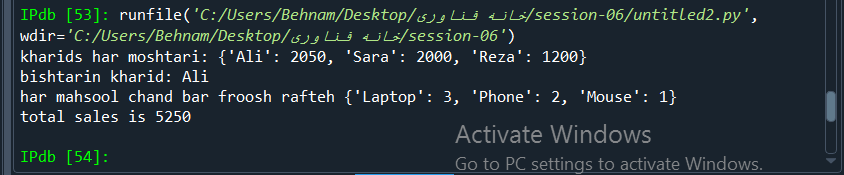 IPdb [53]: runfile('C:/Users/Behnam/Desktop/خانه فناوری/session-06/untitled2.py',
wdir='C:/Users/Behnam/Desktop/خانه فناوری/session-06')
kharids har moshtari: {'Ali': 2050, 'Sara': 2000, 'Reza': 1200}
bishtarin kharid: Ali
har mahsool chand bar froosh rafteh {'Laptop': 3, 'Phone': 2, 'Mouse': 1}
total sales is 5250
Activate Windows
IPdb [54]:
Go to PC settings to activate Windows.